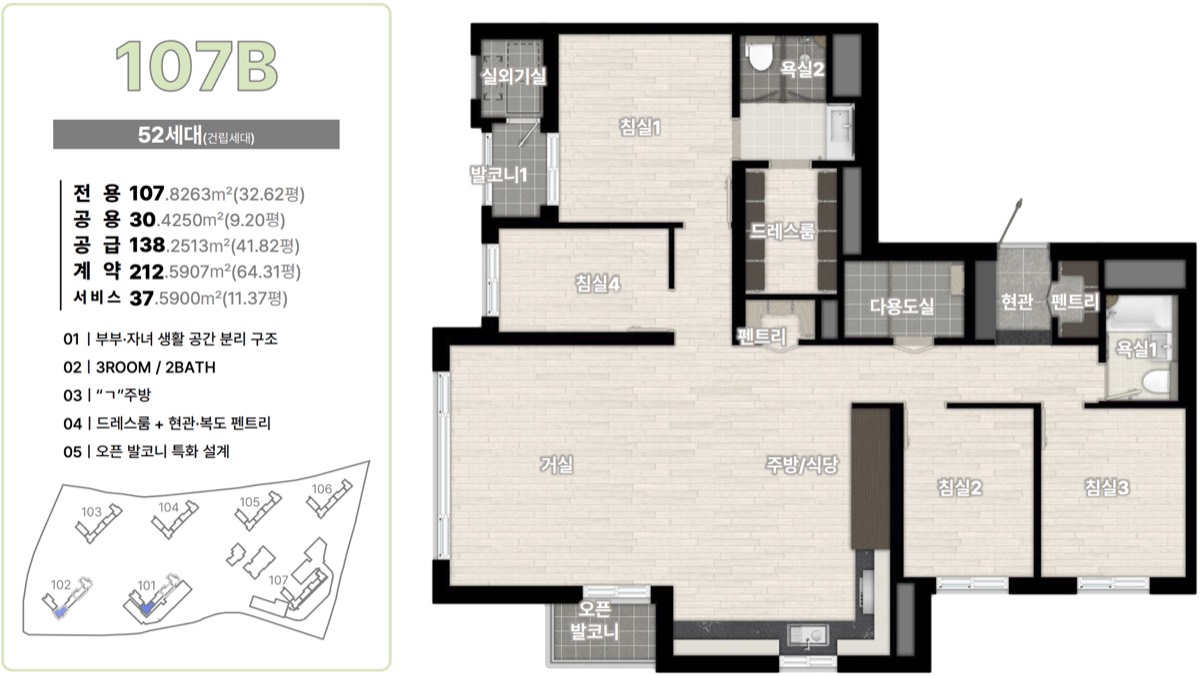 107B
52세대(건립세대)
전 용 107.8263m²(32.62평)
공 용 30.4250m²(9.20평)
공 급 138.2513m²(41.82평)
계 약 212.5907m²(64.31평)
서비스 37.5900m²(11.37평)
01 | 부부·자녀 생활 공간 분리 구조
02 | 3ROOM / 2BATH
03 | “ㄱ”주방
04 | 드레스룸 + 현관·복도 펜트리
05 | 오픈 발코니 특화 설계
103
104
105
106
102
101
107
실외기실
침실1
욕실2
발코니1
드레스룸
침실4
다용도실
현관
펜트리
펜트리
욕실1
거실
주방/식당
침실2
침실3
오픈
발코니